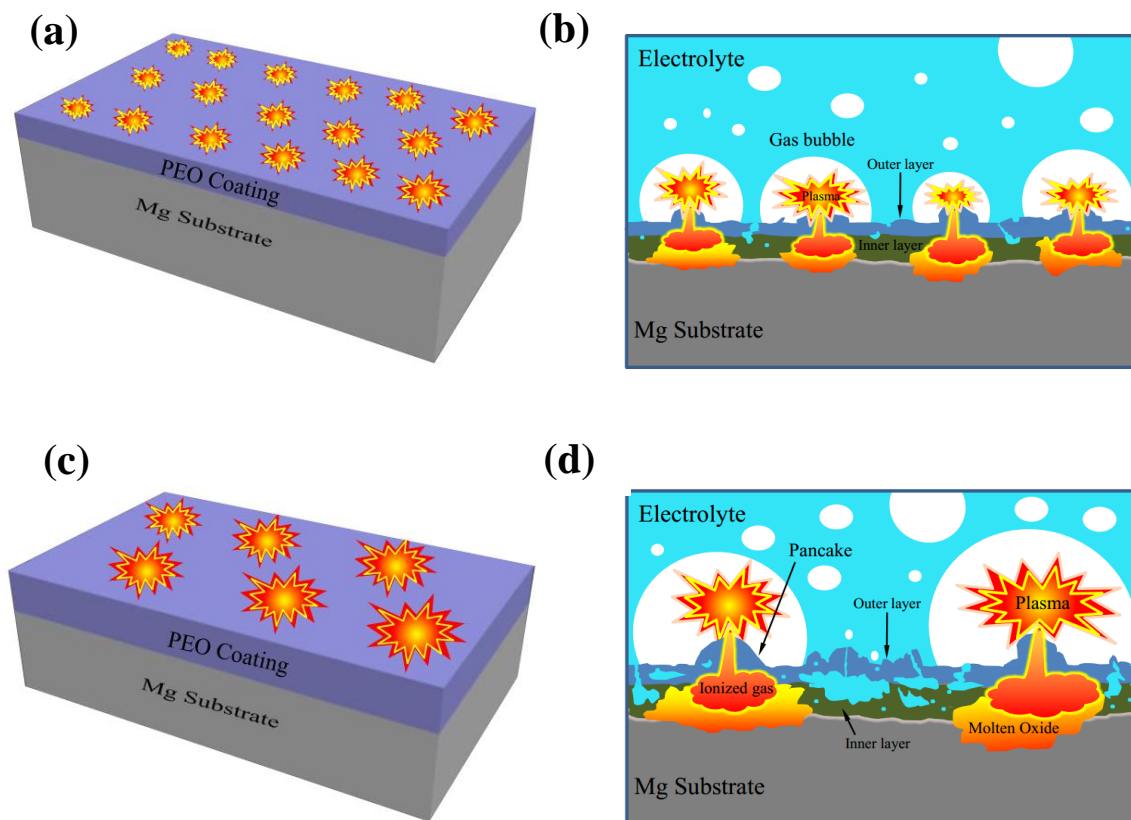 (a)
PEO Coating
Mg Substrate
(b)
Electrolyte
Gas bubble
Outer layer
Plasma
Inner layer
Mg Substrate
(c)
PEO Coating
Mg Substrate
(d)
Electrolyte
Pancake
Outer layer
Plasma
Ionized gas
Molten Oxide
Inner layer
Mg Substrate